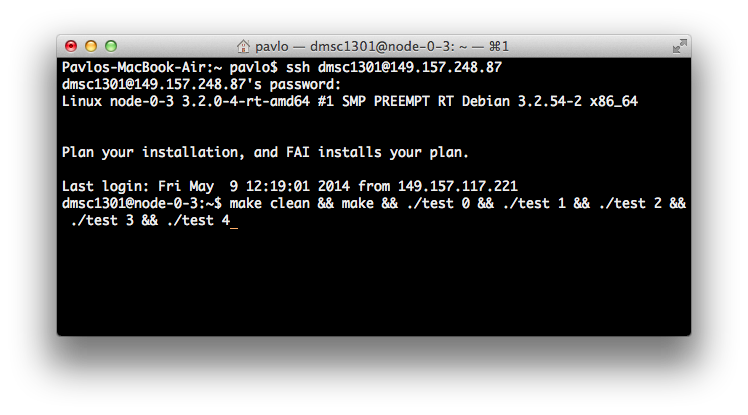 pavlo — dmsc1301@node-0-3: ~ — ⌘1
Pavlos-MacBook-Air:~ pavlo$ ssh dmsc1301@149.157.248.87
dmsc1301@149.157.248.87's password:
Linux node-0-3 3.2.0-4-rt-amd64 #1 SMP PREEMPT RT Debian 3.2.54-2 x86_64
Plan your installation, and FAI installs your plan.
Last login: Fri May  9 12:19:01 2014 from 149.157.117.221
dmsc1301@node-0-3:~$ make clean && make && ./test 0 && ./test 1 && ./test 2 &&
./test 3 && ./test 4_